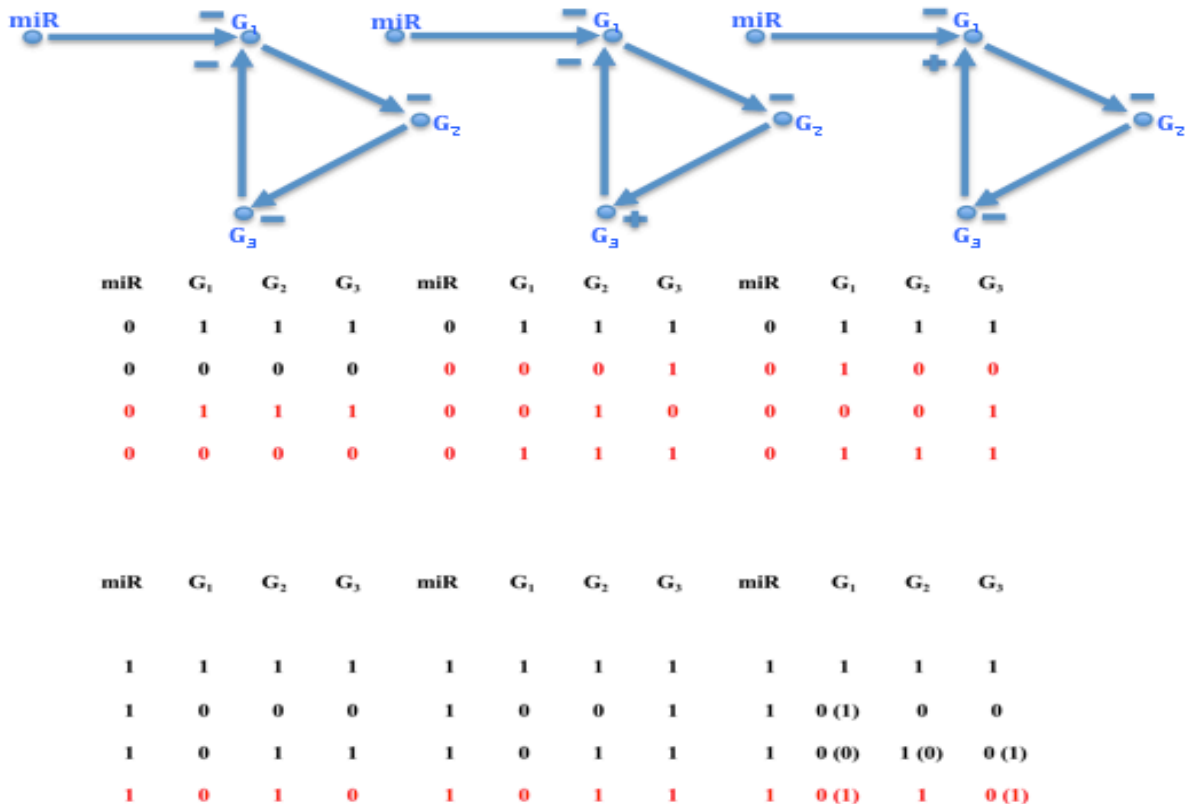 miR − G₁ miR − G₁ miR − G₁
− − +
− G₂ − G₂ − G₂
− + −
G₃ G₃ G₃
miR G₁ G₂ G₃ miR G₁ G₂ G₃ miR G₁ G₂ G₃
0 1 1 1 0 1 1 1 0 1 1 1
0 0 0 0 0 0 0 1 0 1 0 0
0 1 1 1 0 0 1 0 0 0 0 1
0 0 0 0 0 1 1 1 0 1 1 1
miR G₁ G₂ G₃ miR G₁ G₂ G₃ miR G₁ G₂ G₃
1 1 1 1 1 1 1 1 1 1 1 1
1 0 0 0 1 0 0 1 1 0 (1) 0 0
1 0 1 1 1 0 1 1 1 0 (0) 1 (0) 0 (1)
1 0 1 0 1 0 1 1 1 0 (1) 1 0 (1)